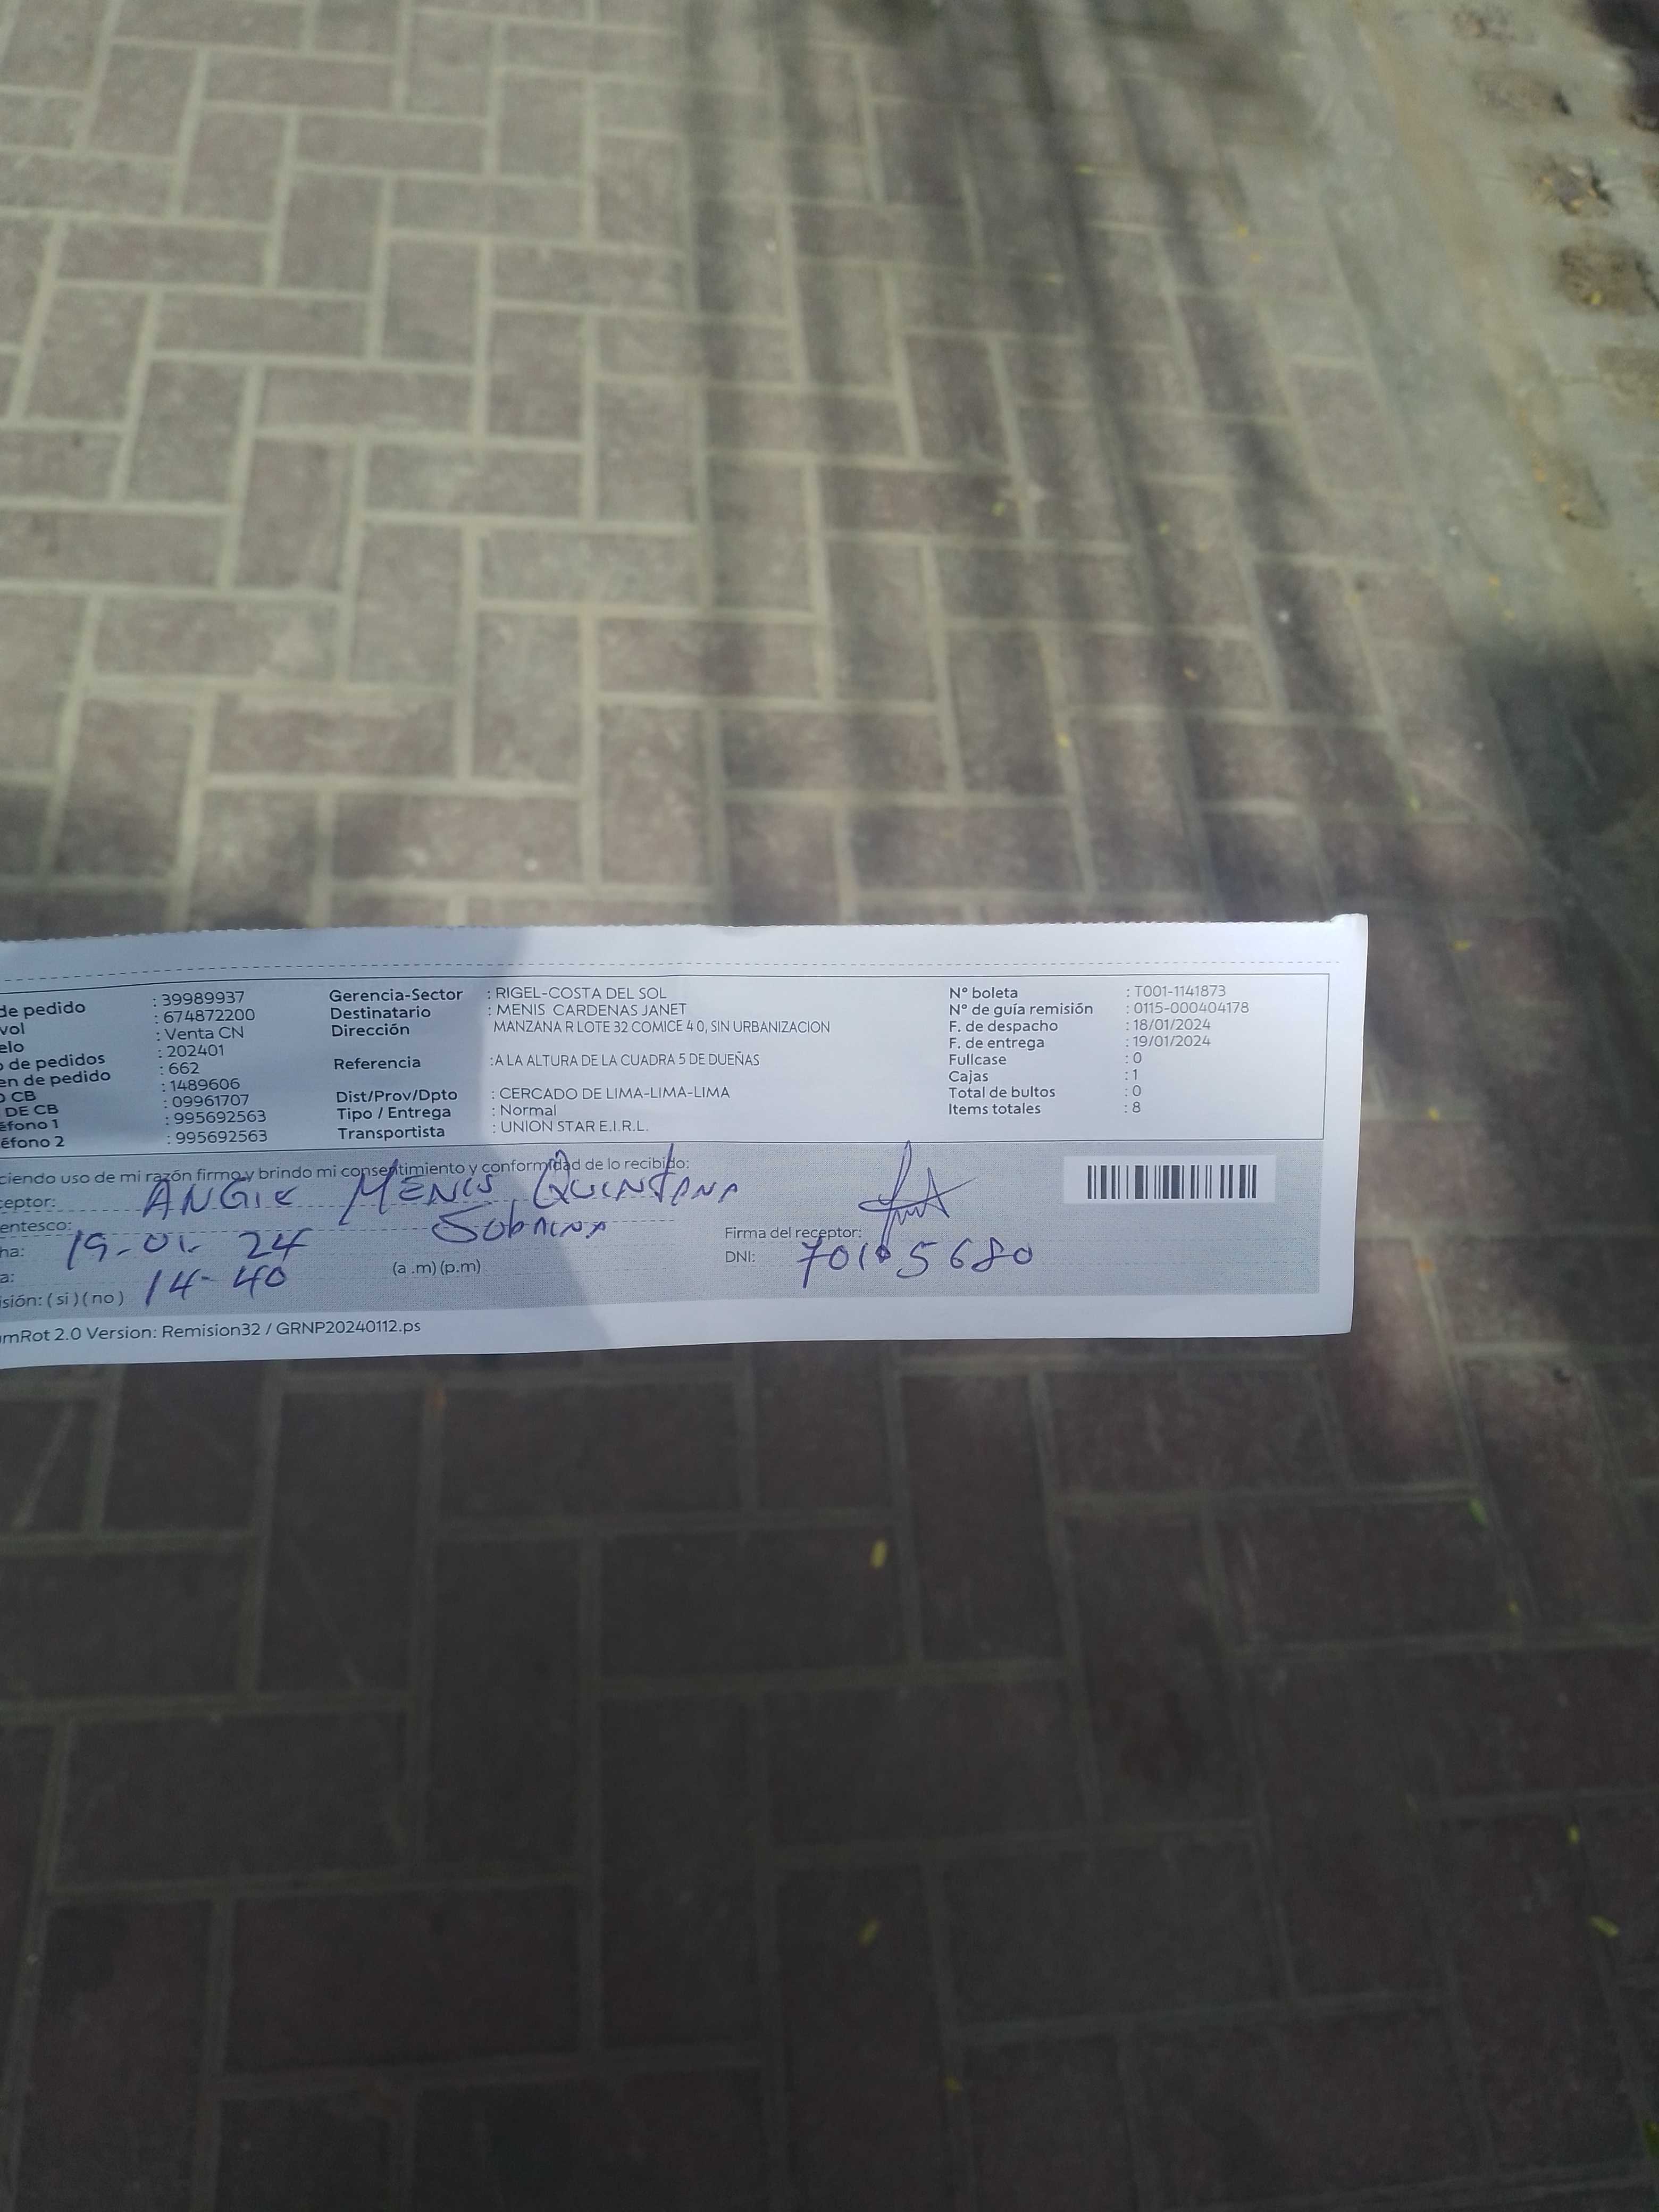 de pedido : 39989937 Gerencia-Sector : RIGEL-COSTA DEL SOL N° boleta : T001-1141873
vol : 674872200 Destinatario : MENIS CARDENAS JANET N° de guía remisión : 0115-000404178
elo : Venta CN Dirección MANZANA R LOTE 32 COMICE 4 0, SIN URBANIZACION F. de despacho : 18/01/2024
: 202401 F. de entrega : 19/01/2024
de pedidos : 662 Referencia : A LA ALTURA DE LA CUADRA 5 DE DUEÑAS Fullcase : 0
en de pedido : 1489606 Cajas : 1
CB : 09961707 Dist/Prov/Dpto : CERCADO DE LIMA-LIMA-LIMA Total de bultos : 0
DE CB : 995692563 Tipo / Entrega : Normal Items totales : 8
éfono 1 : 995692563 Transportista : UNION STAR E.I.R.L.
éfono 2
ciendo uso de mi razón firmo y brindo mi consentimiento y conformidad de lo recibido:
ceptor: ANGIE MENIS QUINTANA
entesco: SObRINA Firma del receptor:
ha: 19-01-24 DNI: 70105680
a: 14-40 (a .m) (p.m)
isión: ( si ) ( no )
mRot 2.0 Version: Remision32 / GRNP20240112.ps